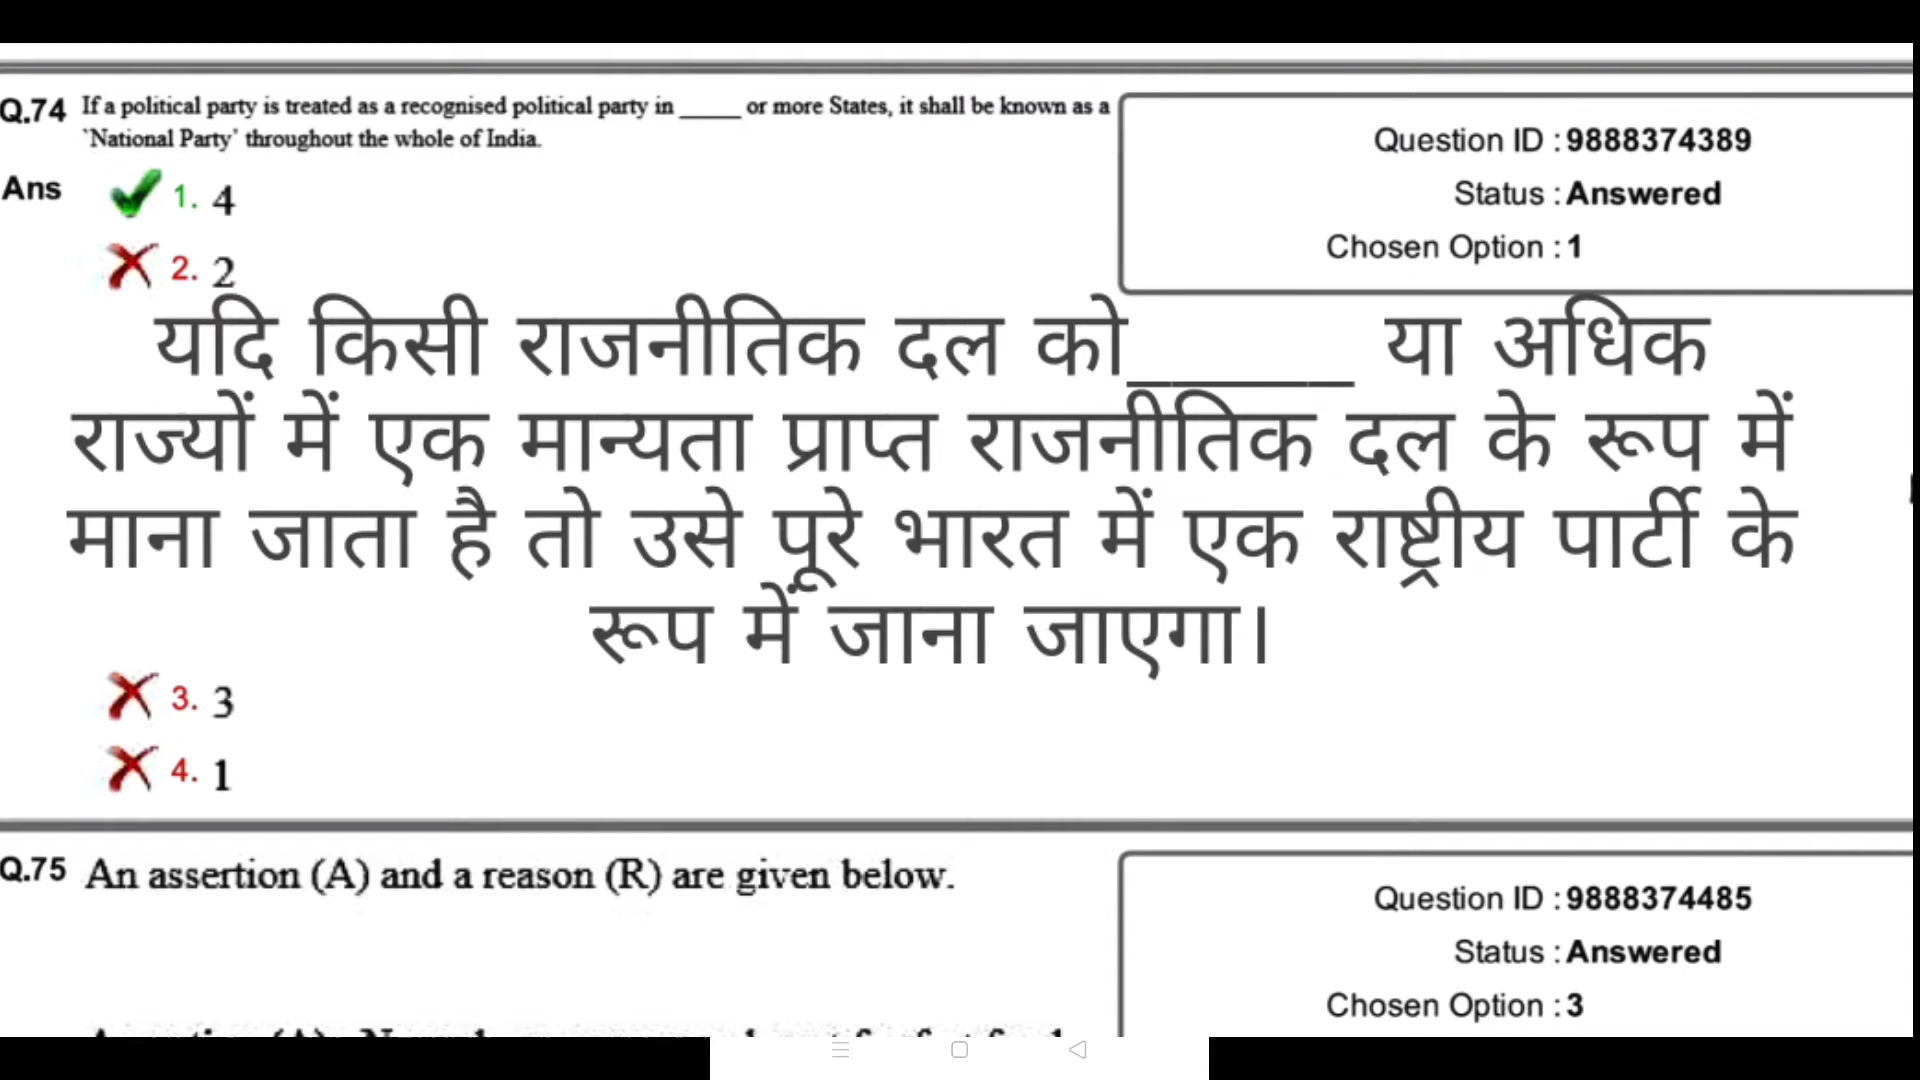 Q.74 If a political party is treated as a recognised political party in _____ or more States, it shall be known as a
`National Party' throughout the whole of India.
Question ID : 9888374389
Status : Answered
Chosen Option : 1
Ans 1. 4
2. 2
यदि किसी राजनीतिक दल को_____ या अधिक
राज्यों में एक मान्यता प्राप्त राजनीतिक दल के रूप में
माना जाता है तो उसे पूरे भारत में एक राष्ट्रीय पार्टी के
रूप में जाना जाएगा।
3. 3
4. 1
Q.75 An assertion (A) and a reason (R) are given below.
Question ID : 9888374485
Status : Answered
Chosen Option : 3